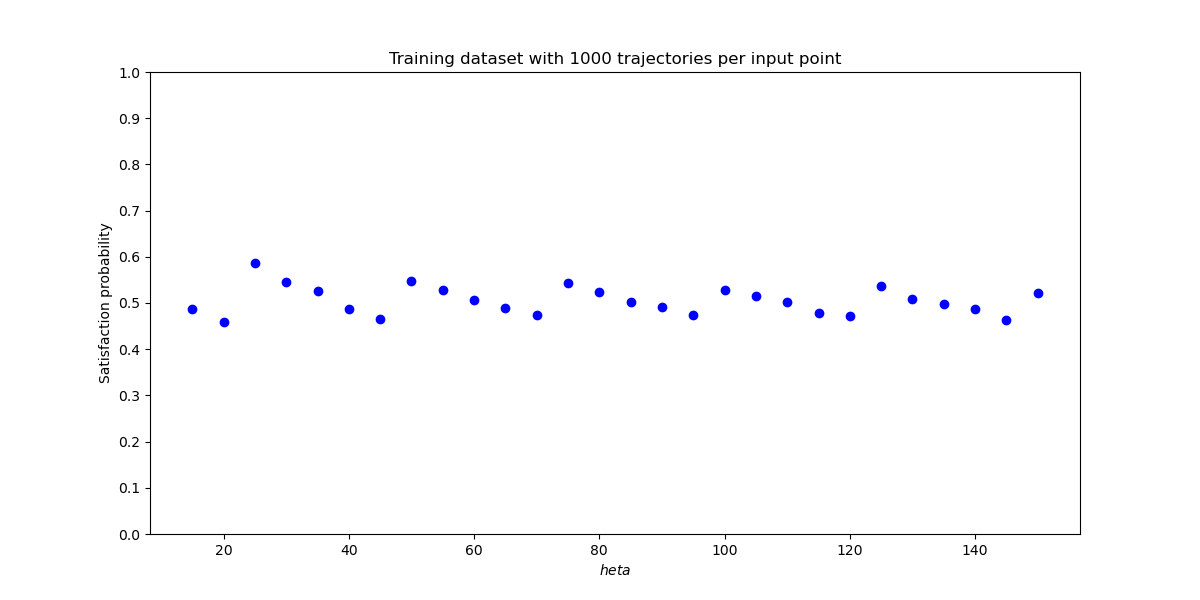 Training dataset with 1000 trajectories per input point
1.0
0.9
0.8
0.7
0.6
0.5
0.4
0.3
0.2
0.1
0.0
Satisfaction probability
20 40 60 80 100 120 140
heta